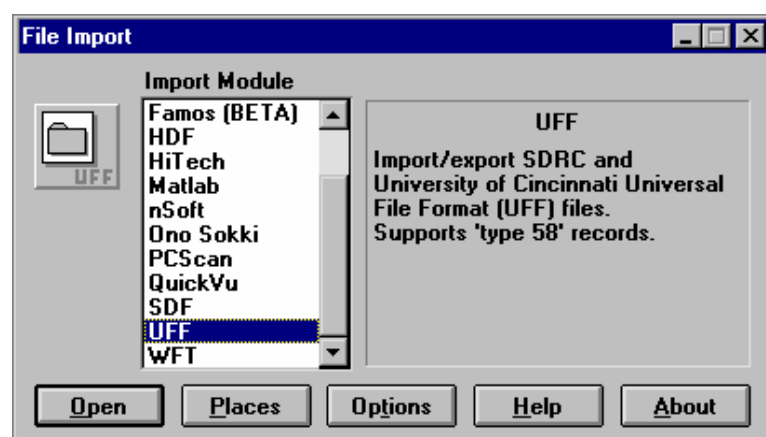 File Import
Import Module
UFF
Famos (BETA)
HDF
HiTech
Matlab
nSoft
Ono Sokki
PCScan
QuickVu
SDF
UFF
WFT
UFF
Import/export SDRC and
University of Cincinnati Universal
File Format (UFF) files.
Supports 'type 58' records.
Open
Places
Options
Help
About